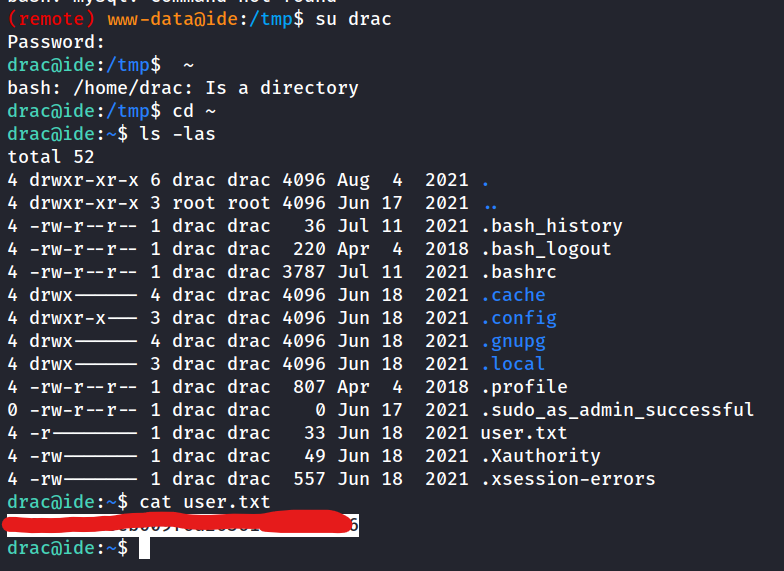 bash: mysql: command not found
(remote) www-data@ide:/tmp$ su drac
Password:
drac@ide:/tmp$  ~
bash: /home/drac: Is a directory
drac@ide:/tmp$ cd ~
drac@ide:~$ ls -las
total 52
4 drwxr-xr-x 6 drac drac 4096 Aug  4  2021 .
4 drwxr-xr-x 3 root root 4096 Jun 17  2021 ..
4 -rw-r--r-- 1 drac drac   36 Jul 11  2021 .bash_history
4 -rw-r--r-- 1 drac drac  220 Apr  4  2018 .bash_logout
4 -rw-r--r-- 1 drac drac 3787 Jul 11  2021 .bashrc
4 drwx------ 4 drac drac 4096 Jun 18  2021 .cache
4 drwxr-x--- 3 drac drac 4096 Jun 18  2021 .config
4 drwx------ 4 drac drac 4096 Jun 18  2021 .gnupg
4 drwx------ 3 drac drac 4096 Jun 18  2021 .local
4 -rw-r--r-- 1 drac drac  807 Apr  4  2018 .profile
0 -rw-r--r-- 1 drac drac    0 Jun 17  2021 .sudo_as_admin_successful
4 -r-------- 1 drac drac   33 Jun 18  2021 user.txt
4 -rw------- 1 drac drac   49 Jun 18  2021 .Xauthority
4 -rw------- 1 drac drac  557 Jun 18  2021 .xsession-errors
drac@ide:~$ cat user.txt
drac@ide:~$